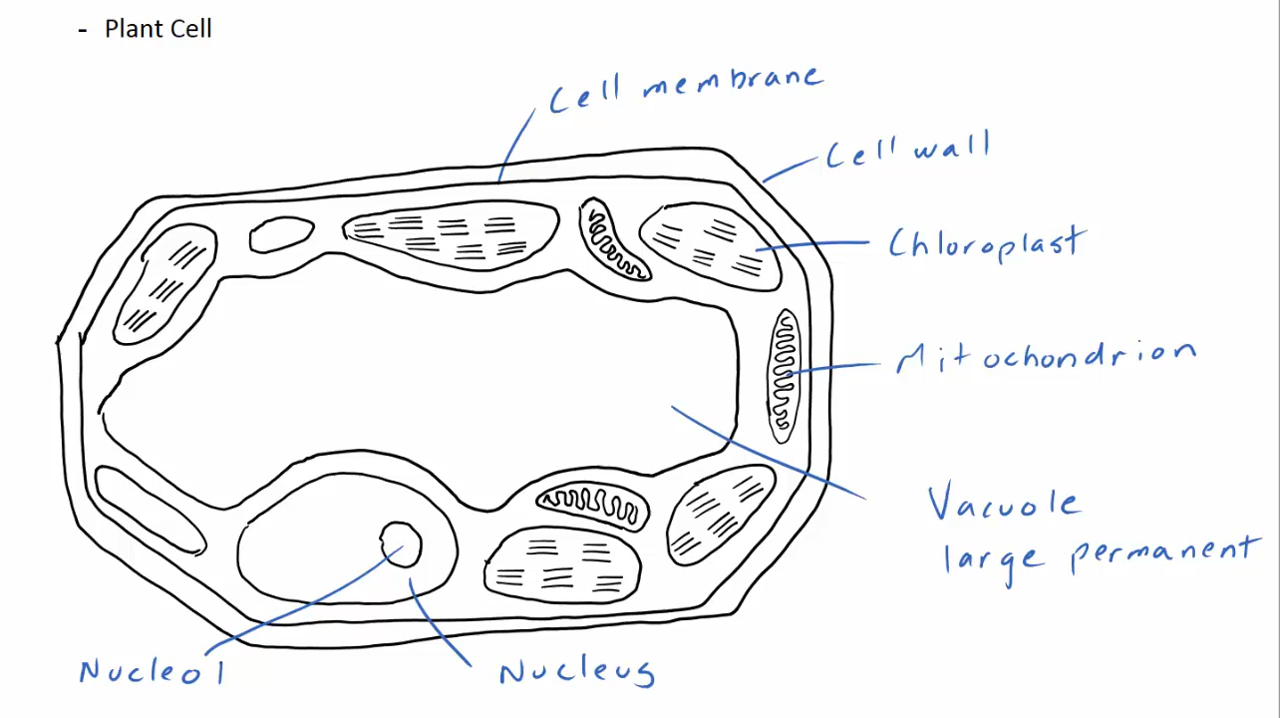 - Plant Cell
Cell membrane
Cell wall
Chloroplast
Mitochondrion
Vacuole
large permanent
Nucleol
Nucleus